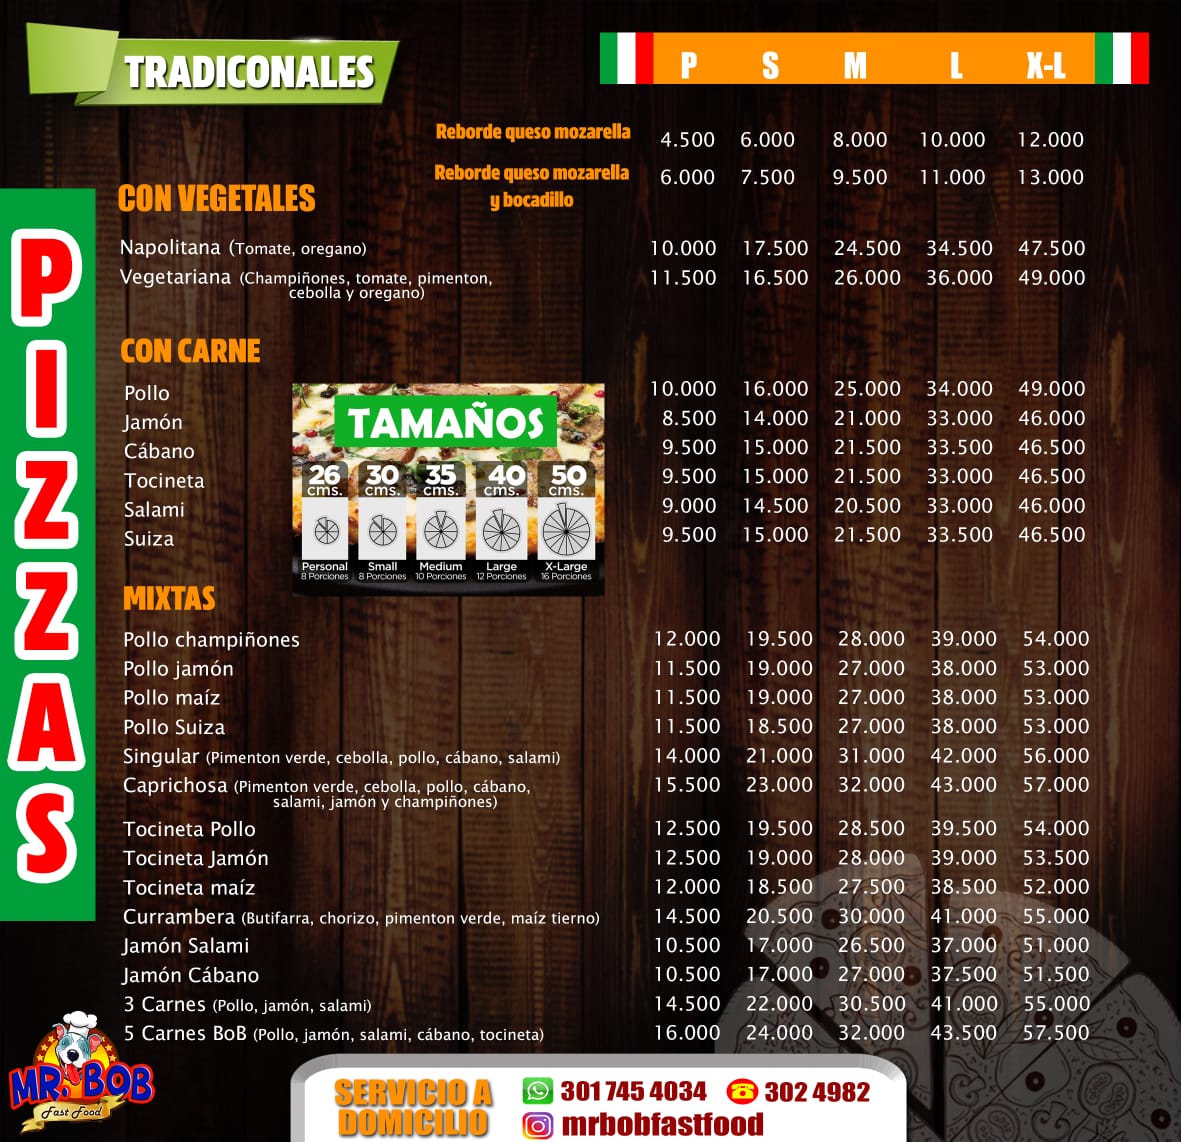 TRADICONALES
P S M L X-L
Reborde queso mozarella 4.500 6.000 8.000 10.000 12.000
Reborde queso mozarella
y bocadillo 6.000 7.500 9.500 11.000 13.000
PIZZAS
CON VEGETALES
Napolitana (Tomate, oregano) 10.000 17.500 24.500 34.500 47.500
Vegetariana (Champiñones, tomate, pimenton, 11.500 16.500 26.000 36.000 49.000
cebolla y oregano)
CON CARNE
Pollo 10.000 16.000 25.000 34.000 49.000
Jamón 8.500 14.000 21.000 33.000 46.000
Cábano 9.500 15.000 21.500 33.500 46.500
Tocineta 9.500 15.000 21.500 33.000 46.500
Salami 9.000 14.500 20.500 33.000 46.000
Suiza 9.500 15.000 21.500 33.500 46.500
TAMAÑOS
26 30 35 40 50
cms. cms. cms. cms. cms.
Personal Small Medium Large X-Large
8 Porciones 8 Porciones 10 Porciones 12 Porciones 16 Porciones
MIXTAS
Pollo champiñones 12.000 19.500 28.000 39.000 54.000
Pollo jamón 11.500 19.000 27.000 38.000 53.000
Pollo maíz 11.500 19.000 27.000 38.000 53.000
Pollo Suiza 11.500 18.500 27.000 38.000 53.000
Singular (Pimenton verde, cebolla, pollo, cábano, salami) 14.000 21.000 31.000 42.000 56.000
Caprichosa (Pimenton verde, cebolla, pollo, cábano, 15.500 23.000 32.000 43.000 57.000
salami, jamón y champiñones)
Tocineta Pollo 12.500 19.500 28.500 39.500 54.000
Tocineta Jamón 12.500 19.000 28.000 39.000 53.500
Tocineta maíz 12.000 18.500 27.500 38.500 52.000
Currambera (Butifarra, chorizo, pimenton verde, maíz tierno) 14.500 20.500 30.000 41.000 55.000
Jamón Salami 10.500 17.000 26.500 37.000 51.000
Jamón Cábano 10.500 17.000 27.000 37.500 51.500
3 Carnes (Pollo, jamón, salami) 14.500 22.000 30.500 41.000 55.000
5 Carnes BoB (Pollo, jamón, salami, cábano, tocineta) 16.000 24.000 32.000 43.500 57.500
MR. BOB
Fast Food
SERVICIO A
DOMICILIO
301 745 4034 302 4982
mrbobfastfood